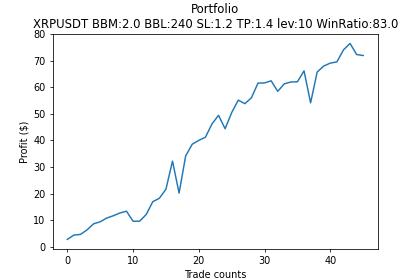 Portfolio
XRPUSDT BBM:2.0 BBL:240 SL:1.2 TP:1.4 lev:10 WinRatio:83.0
80
70
60
50
40
30
20
10
0
Profit ($)
0 10 20 30 40
Trade counts